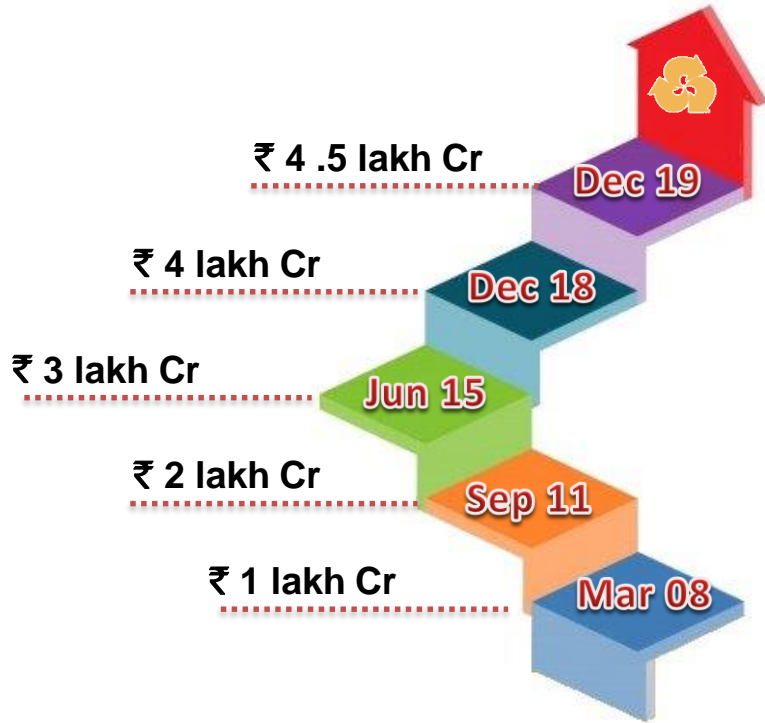 ₹ 4 .5 lakh Cr
Dec 19
₹ 4 lakh Cr
Dec 18
₹ 3 lakh Cr
Jun 15
₹ 2 lakh Cr
Sep 11
₹ 1 lakh Cr
Mar 08